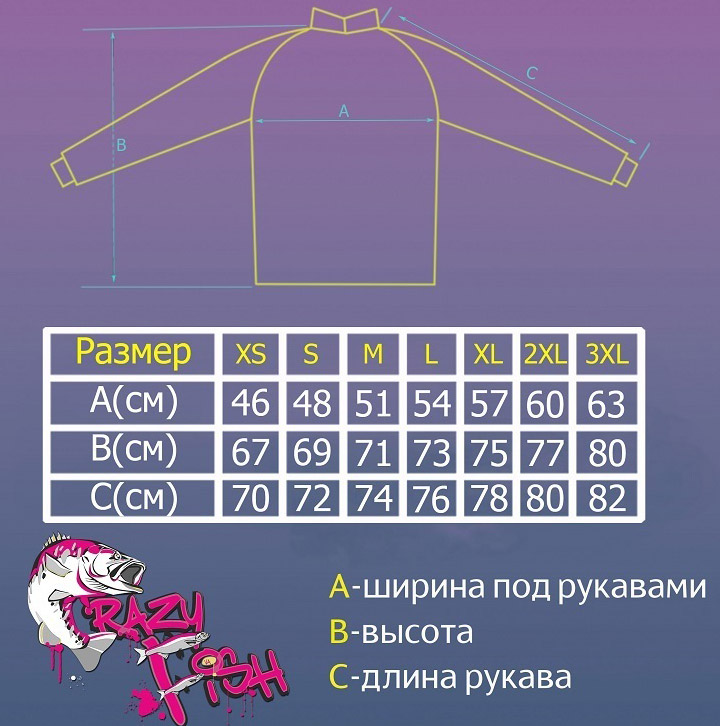 C
A
B
Размер XS S M L XL 2XL 3XL
A(см) 46 48 51 54 57 60 63
B(см) 67 69 71 73 75 77 80
C(см) 70 72 74 76 78 80 82
A-ширина под рукавами
B-высота
C-длина рукава
CRAZY
FISH